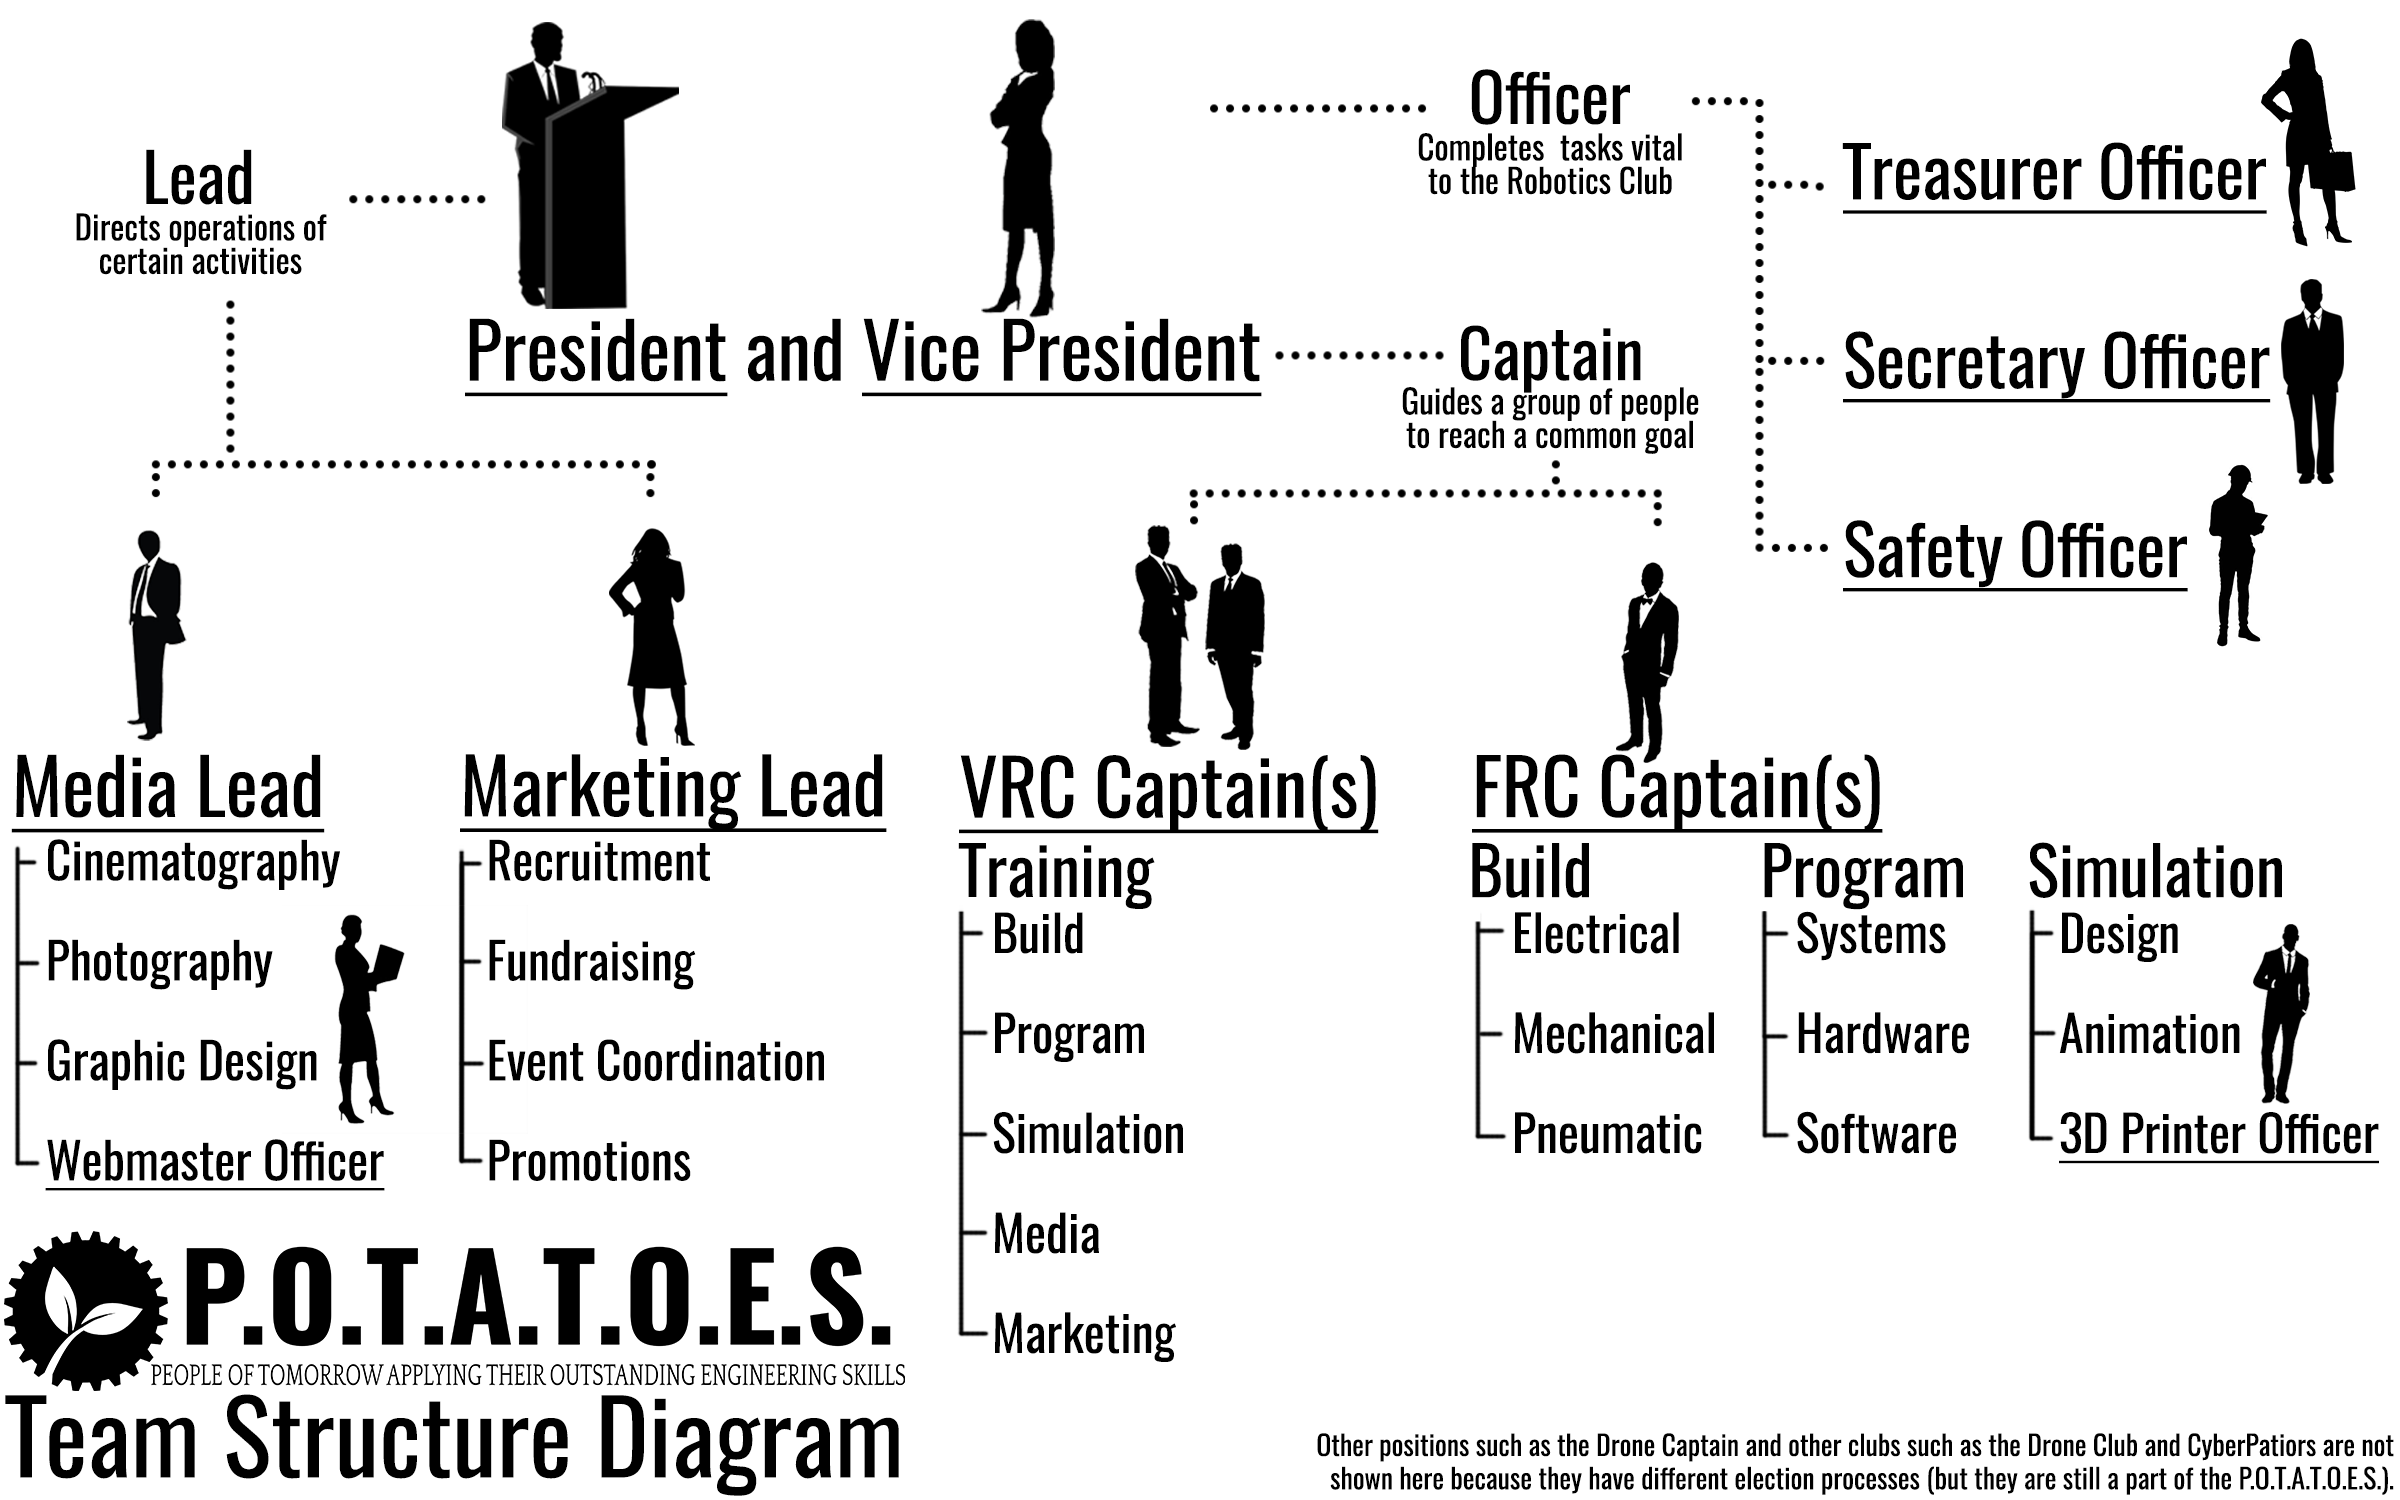 Lead
Directs operations of
certain activities
President and Vice President
Officer
Completes tasks vital
to the Robotics Club
Captain
Guides a group of people
to reach a common goal
Treasurer Officer
Secretary Officer
Safety Officer
Media Lead
Cinematography
Photography
Graphic Design
Webmaster Officer
Marketing Lead
Recruitment
Fundraising
Event Coordination
Promotions
VRC Captain(s)
Training
Build
Program
Simulation
Media
Marketing
FRC Captain(s)
Build
Electrical
Mechanical
Pneumatic
Program
Systems
Hardware
Software
Simulation
Design
Animation
3D Printer Officer
P.O.T.A.T.O.E.S.
PEOPLE OF TOMORROW APPLYING THEIR OUTSTANDING ENGINEERING SKILLS
Team Structure Diagram
Other positions such as the Drone Captain and other clubs such as the Drone Club and CyberPatiors are not
shown here because they have different election processes (but they are still a part of the P.O.T.A.T.O.E.S.).